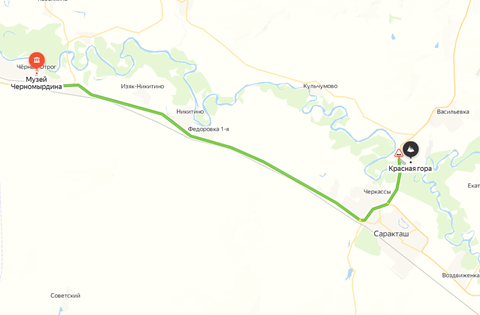 Чёрный Отрог
Музей
Черномырдина
Изяк-Никитино
Никитино
Федоровка 1-я
Кульчумово
Васильевка
Красная гора
Черкассы
Саракташ
Воздвиженка
Советский